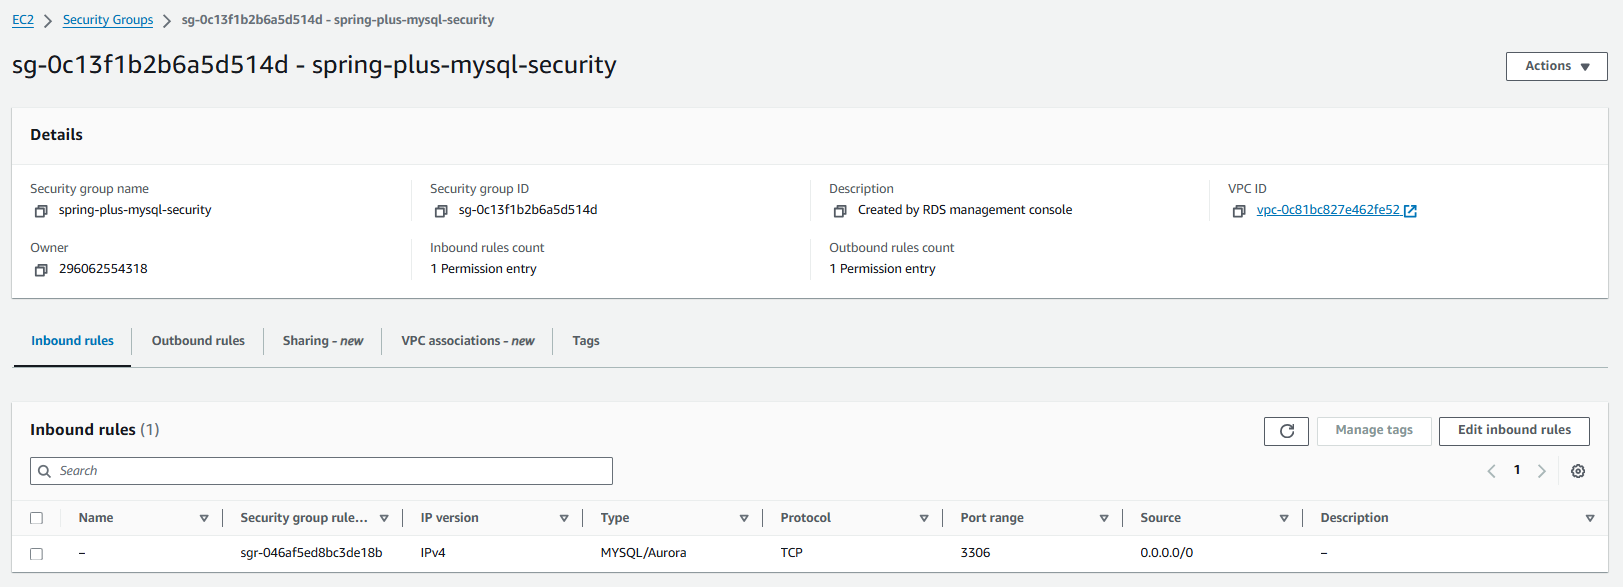 EC2 > Security Groups > sg-0c13f1b2b6a5d514d - spring-plus-mysql-security
sg-0c13f1b2b6a5d514d - spring-plus-mysql-security
Actions
Details
Security group name
spring-plus-mysql-security
Security group ID
sg-0c13f1b2b6a5d514d
Description
Created by RDS management console
VPC ID
vpc-0c81bc827e462fe52
Owner
296062554318
Inbound rules count
1 Permission entry
Outbound rules count
1 Permission entry
Inbound rules Outbound rules Sharing - new VPC associations - new Tags
Inbound rules (1)
Manage tags Edit inbound rules
Search
1
Name Security group rule... IP version Type Protocol Port range Source Description
– sgr-046af5ed8bc3de18b IPv4 MYSQL/Aurora TCP 3306 0.0.0.0/0 –